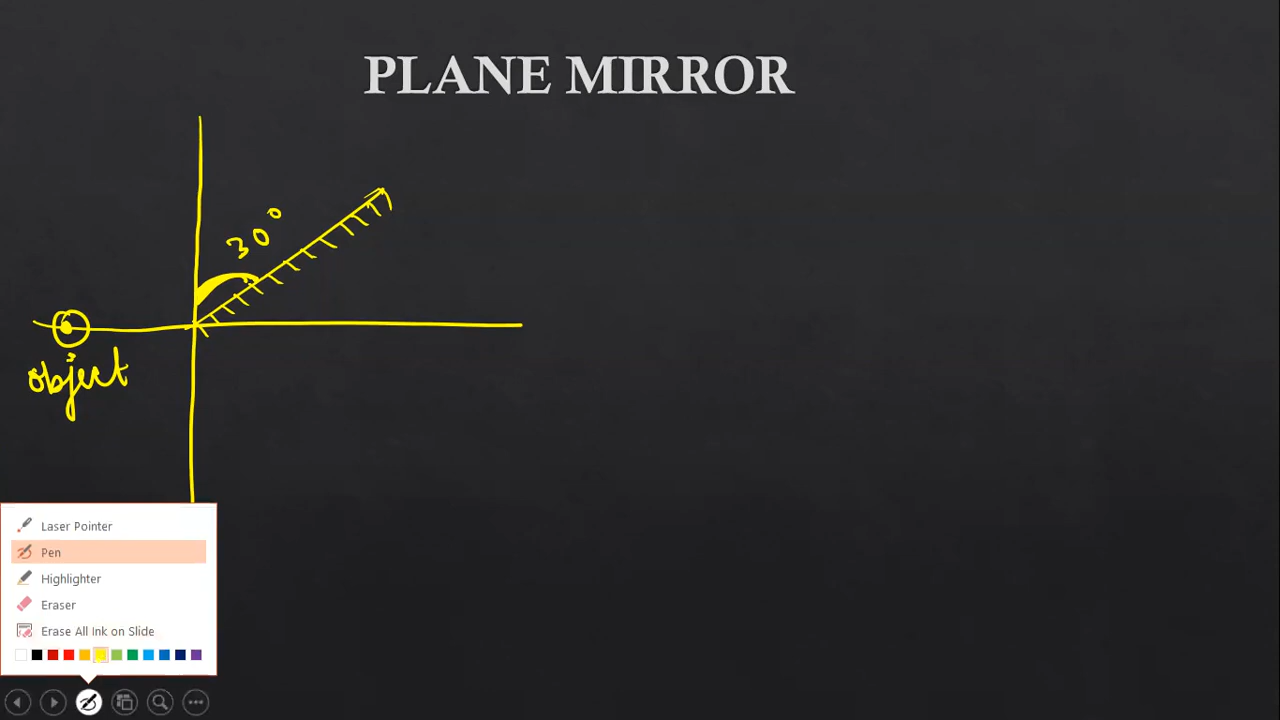 PLANE MIRROR
30°
object
Laser Pointer
Pen
Highlighter
Eraser
Erase All Ink on Slide